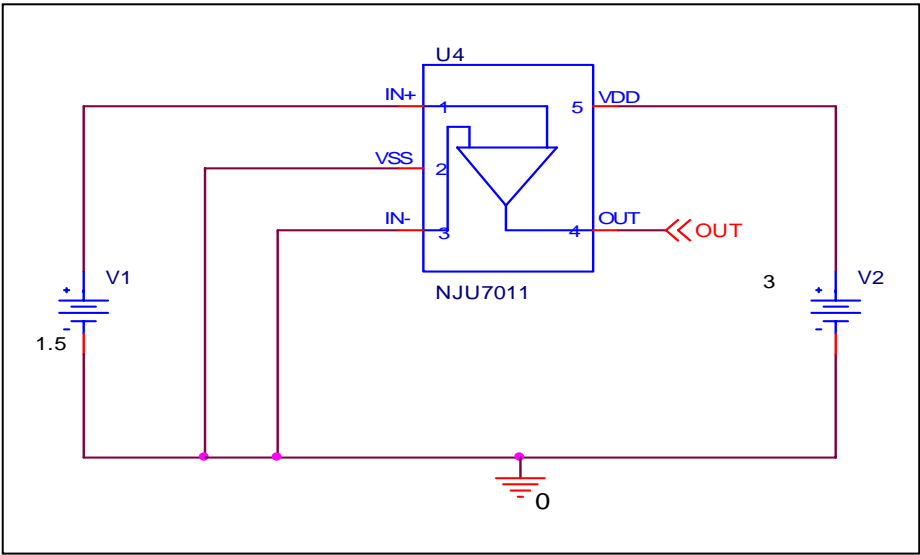 U4
IN+
1
5
VDD
VSS
2
IN-
3
4
OUT
OUT
NJU7011
+
V1
-
1.5
3
+
V2
-
0